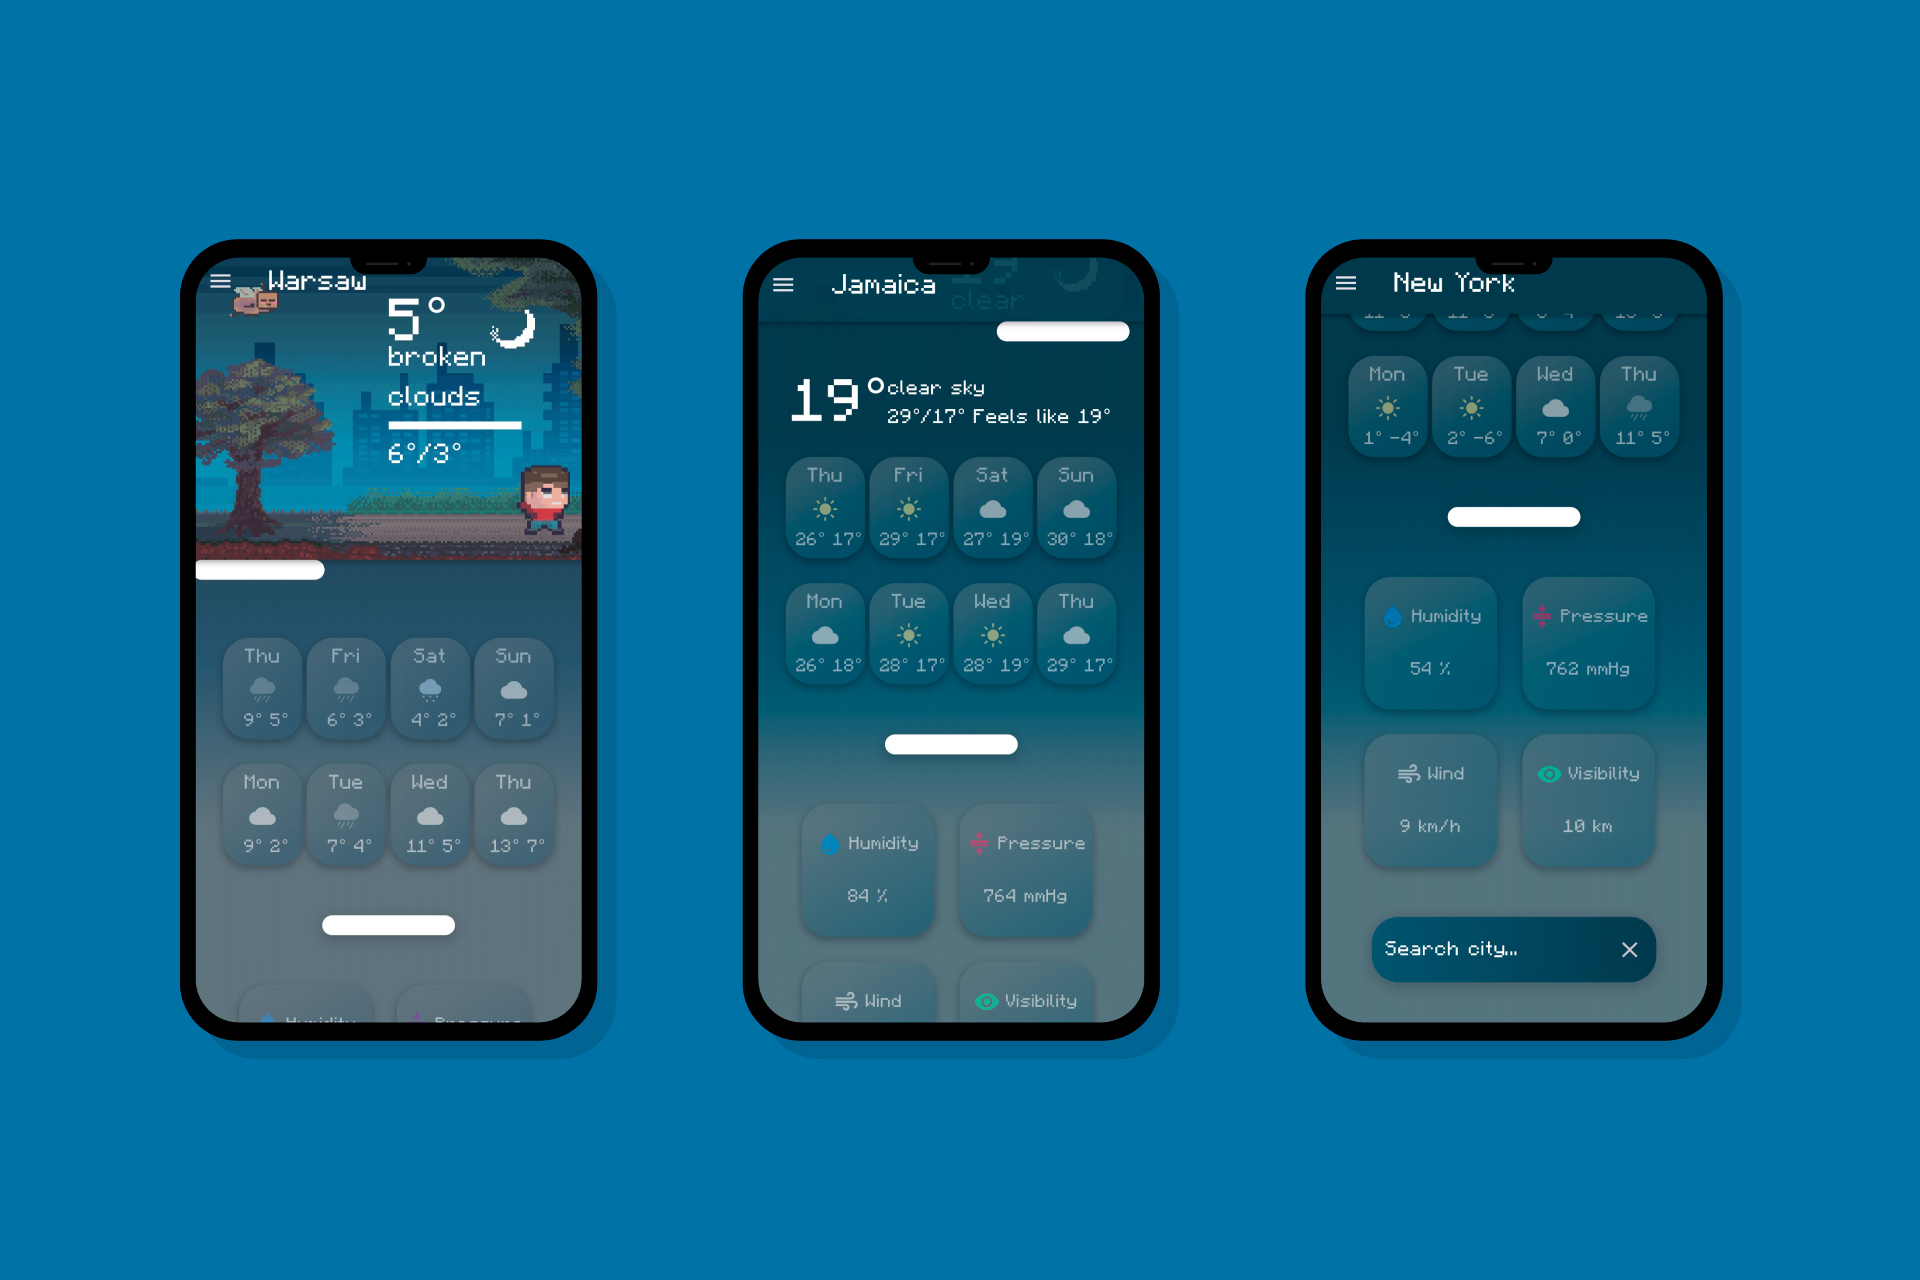 Warsaw
5°
broken
clouds
6°/3°
Thu Fri Sat Sun
9° 5° 6° 3° 4° 2° 7° 1°
Mon Tue Wed Thu
9° 2° 7° 4° 11° 5° 13° 7°
Humidity Pressure
Jamaica
19
clear
19° clear sky
29°/17° Feels like 19°
Thu Fri Sat Sun
26° 17° 29° 17° 27° 19° 30° 18°
Mon Tue Wed Thu
26° 18° 28° 17° 28° 19° 29° 17°
Humidity Pressure
84 % 764 mmHg
Wind Visibility
New York
Mon Tue Wed Thu
1° -4° 2° -6° 7° 0° 11° 5°
Humidity Pressure
54 % 762 mmHg
Wind Visibility
9 km/h 10 km
Search city...